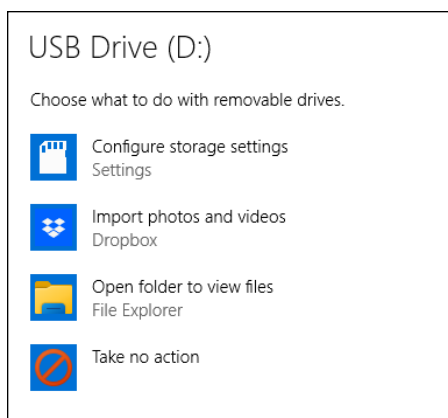 USB Drive (D:)
Choose what to do with removable drives.
Configure storage settings
Settings
Import photos and videos
Dropbox
Open folder to view files
File Explorer
Take no action